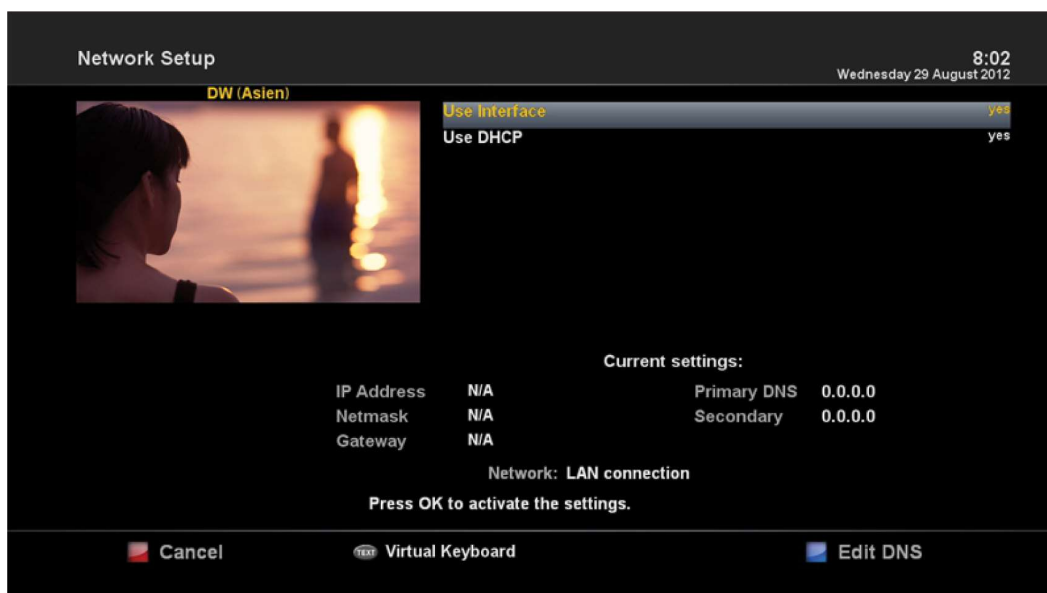 Network Setup
8:02
Wednesday 29 August 2012
DW (Asien)
Use Interface yes
Use DHCP yes
Current settings:
IP Address N/A Primary DNS 0.0.0.0
Netmask N/A Secondary 0.0.0.0
Gateway N/A
Network: LAN connection
Press OK to activate the settings.
Cancel TEXT Virtual Keyboard Edit DNS